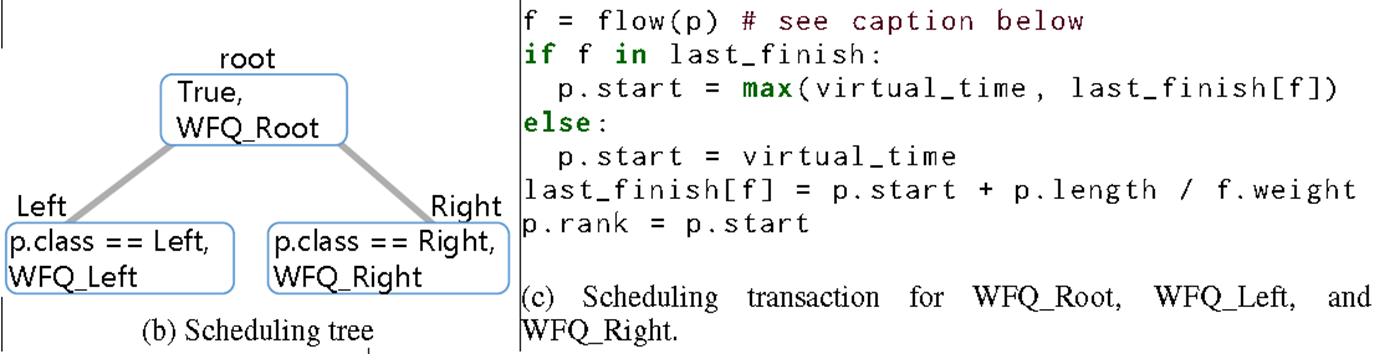 root
True,
WFQ_Root
Left
Right
p.class == Left,
WFQ_Left
p.class == Right,
WFQ_Right
(b) Scheduling tree
f = flow(p) # see caption below
if f in last_finish:
p.start = max(virtual_time, last_finish[f])
else:
p.start = virtual_time
last_finish[f] = p.start + p.length / f.weight
p.rank = p.start
(c) Scheduling transaction for WFQ_Root, WFQ_Left, and
WFQ_Right.